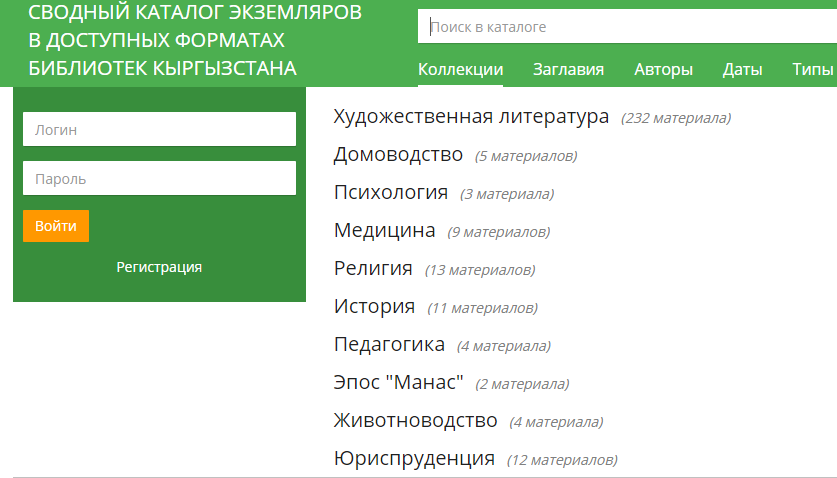 СВОДНЫЙ КАТАЛОГ ЭКЗЕМЛЯРОВ
В ДОСТУПНЫХ ФОРМАТАХ
БИБЛИОТЕК КЫРГЫЗСТАНА
Поиск в каталоге
Коллекции Заглавия Авторы Даты Типы
Логин
Пароль
Войти
Регистрация
Художественная литература (232 материала)
Домоводство (5 материалов)
Психология (3 материала)
Медицина (9 материалов)
Религия (13 материалов)
История (11 материалов)
Педагогика (4 материала)
Эпос "Манас" (2 материала)
Животноводство (4 материала)
Юриспруденция (12 материалов)